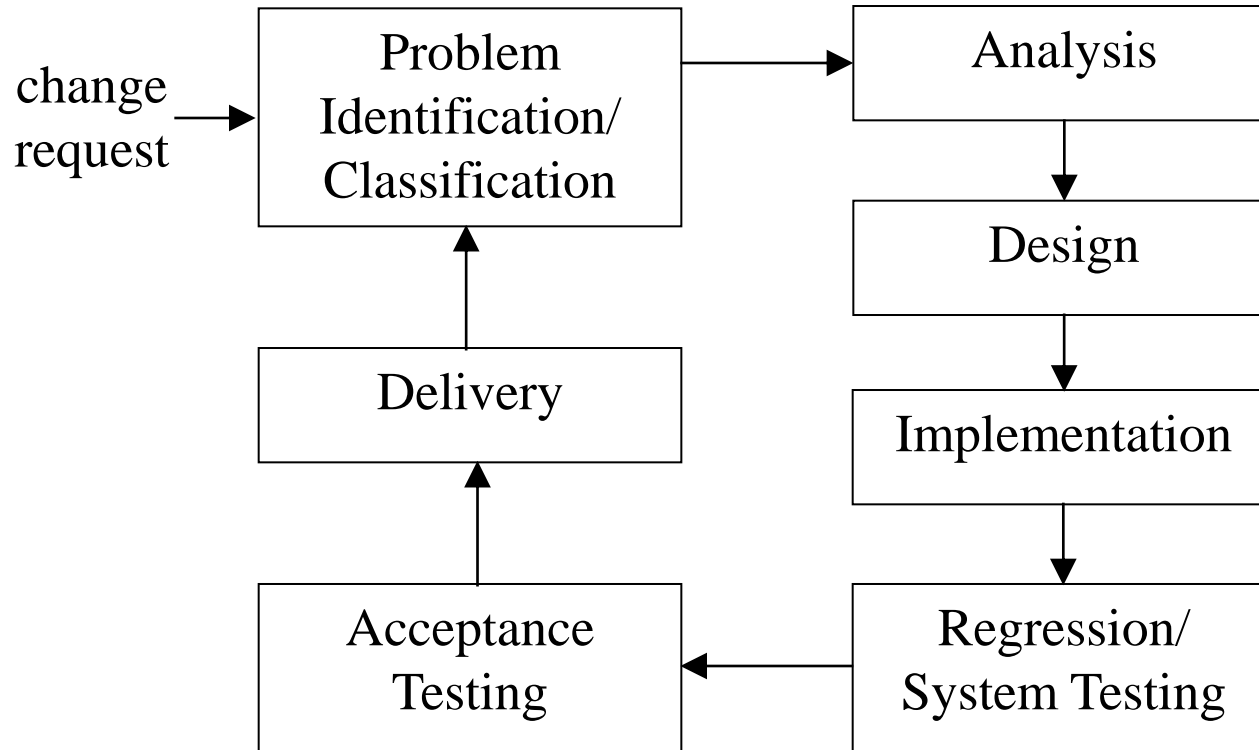 change
request
Problem
Identification/
Classification
Analysis
Design
Implementation
Regression/
System Testing
Acceptance
Testing
Delivery